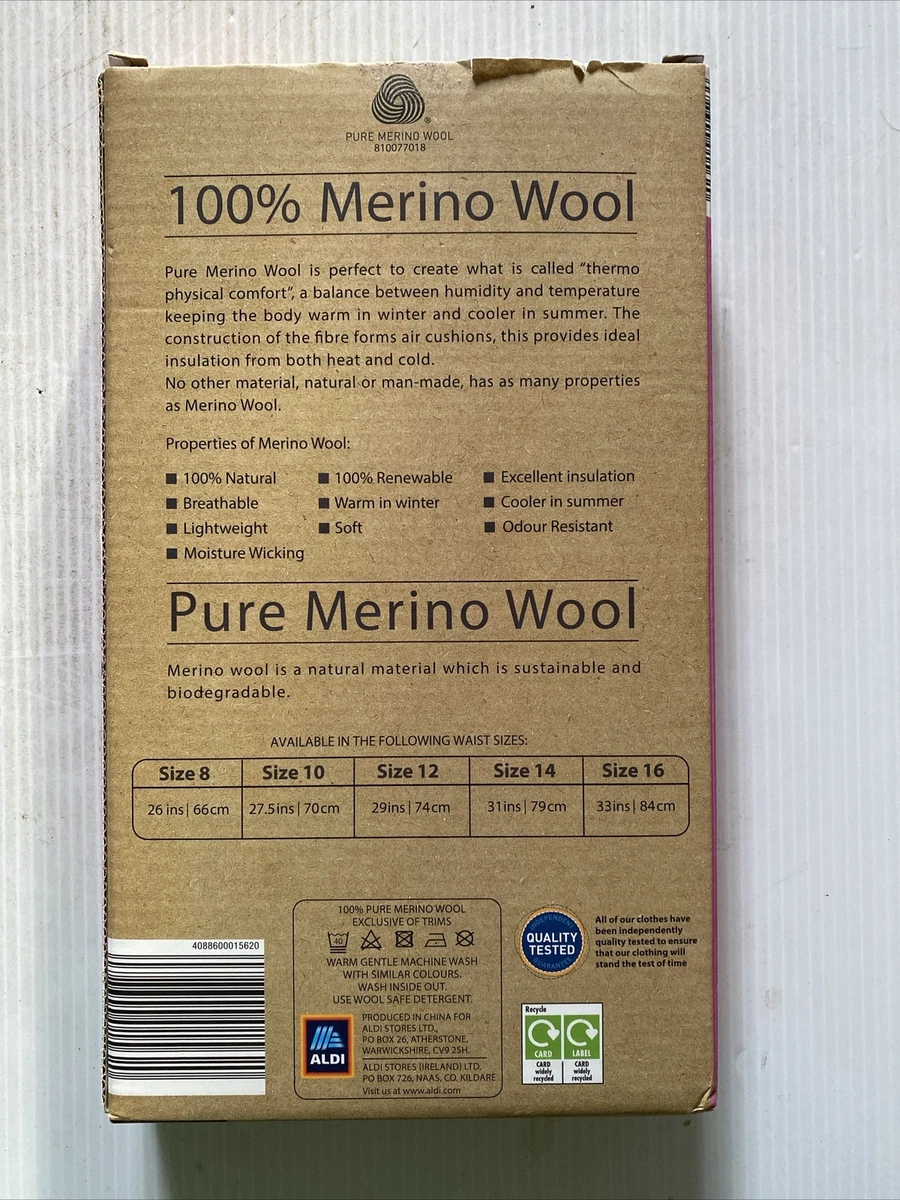 PURE MERINO WOOL
810077018
100% Merino Wool
Pure Merino Wool is perfect to create what is called “thermo
physical comfort”, a balance between humidity and temperature
keeping the body warm in winter and cooler in summer. The
construction of the fibre forms air cushions, this provides ideal
insulation from both heat and cold.
No other material, natural or man-made, has as many properties
as Merino Wool.
Properties of Merino Wool:
■ 100% Natural ■ 100% Renewable ■ Excellent insulation
■ Breathable ■ Warm in winter ■ Cooler in summer
■ Lightweight ■ Soft ■ Odour Resistant
■ Moisture Wicking
Pure Merino Wool
Merino wool is a natural material which is sustainable and
biodegradable.
AVAILABLE IN THE FOLLOWING WAIST SIZES:
Size 8 Size 10 Size 12 Size 14 Size 16
26 ins | 66cm 27.5ins | 70cm 29ins | 74cm 31ins | 79cm 33ins | 84cm
4088600015620
100% PURE MERINO WOOL
EXCLUSIVE OF TRIMS
40
WARM GENTLE MACHINE WASH
WITH SIMILAR COLOURS.
WASH INSIDE OUT.
USE WOOL SAFE DETERGENT.
ALDI
PRODUCED IN CHINA FOR
ALDI STORES LTD.,
PO BOX 26, ATHERSTONE,
WARWICKSHIRE, CV9 2SH.
ALDI STORES (IRELAND) LTD.
PO BOX 726, NAAS, CO. KILDARE
Visit us at www.aldi.com
INDEPENDENT
QUALITY
TESTED
GUARANTEE
All of our clothes have
been independently
quality tested to ensure
that our clothing will
stand the test of time
Recycle
CARD LABEL
CARD CARD
widely widely
recycled recycled